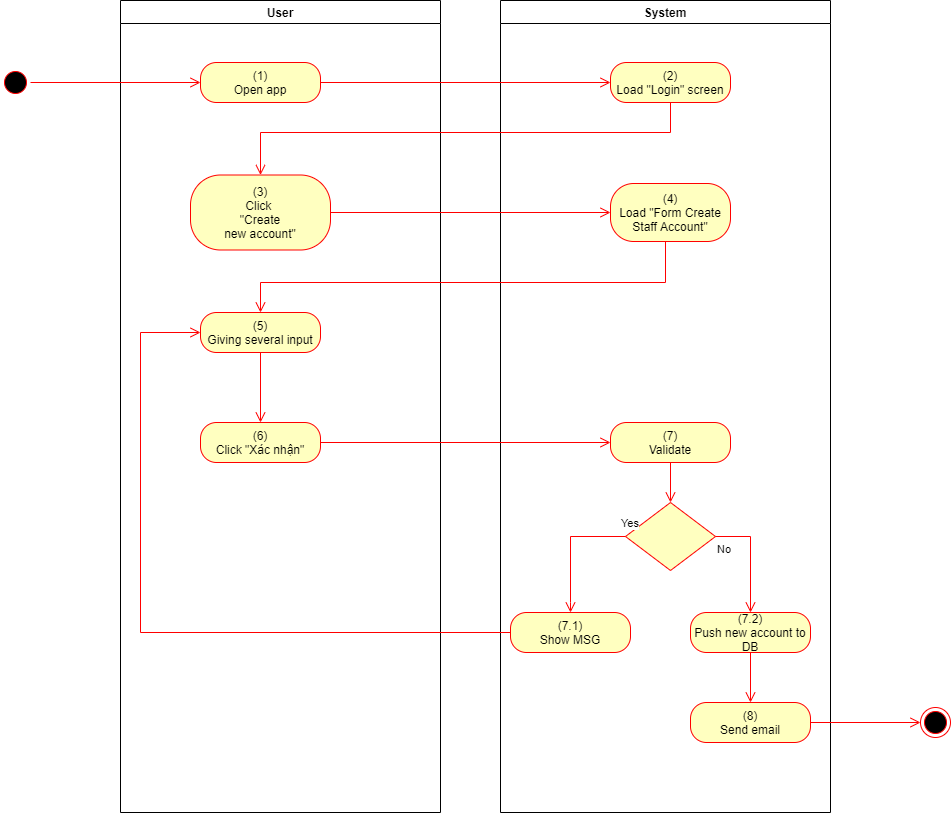 User
System
(1)
Open app
(2)
Load "Login" screen
(3)
Click
"Create
new account"
(4)
Load "Form Create
Staff Account"
(5)
Giving several input
(6)
Click "Xác nhận"
(7)
Validate
Yes
No
(7.1)
Show MSG
(7.2)
Push new account to
DB
(8)
Send email